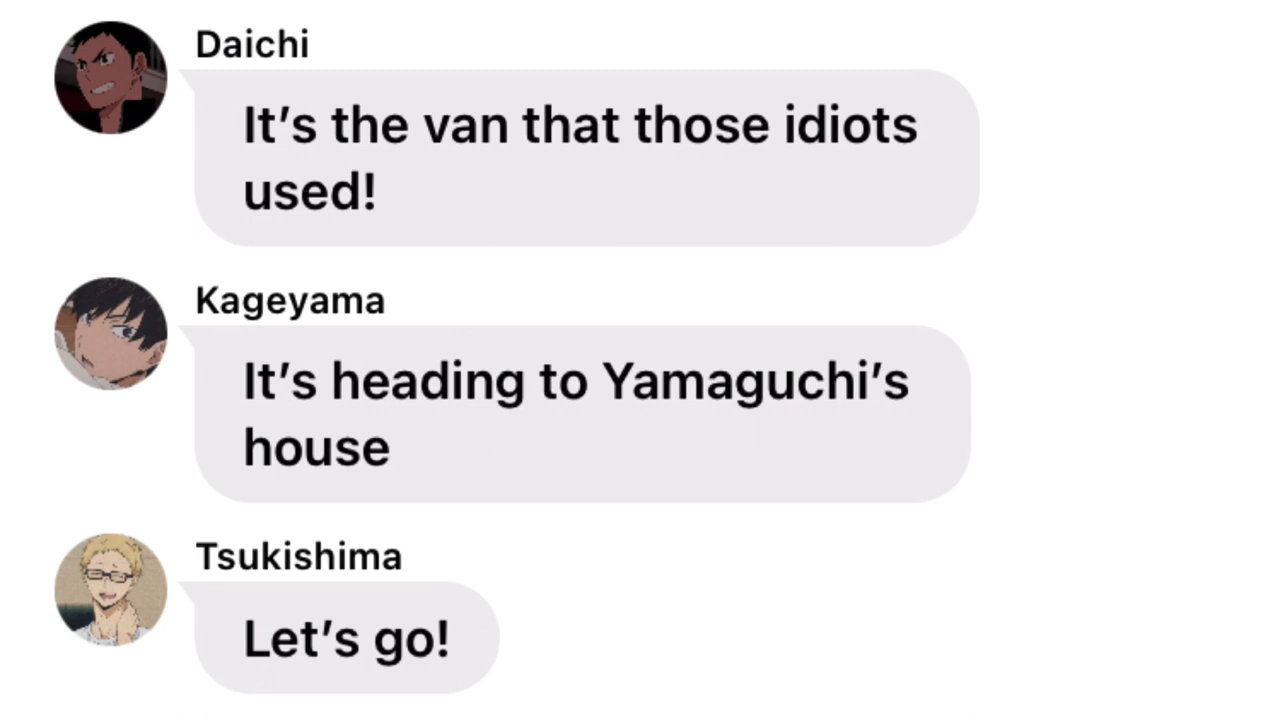 Daichi
It’s the van that those idiots
used!
Kageyama
It’s heading to Yamaguchi’s
house
Tsukishima
Let’s go!